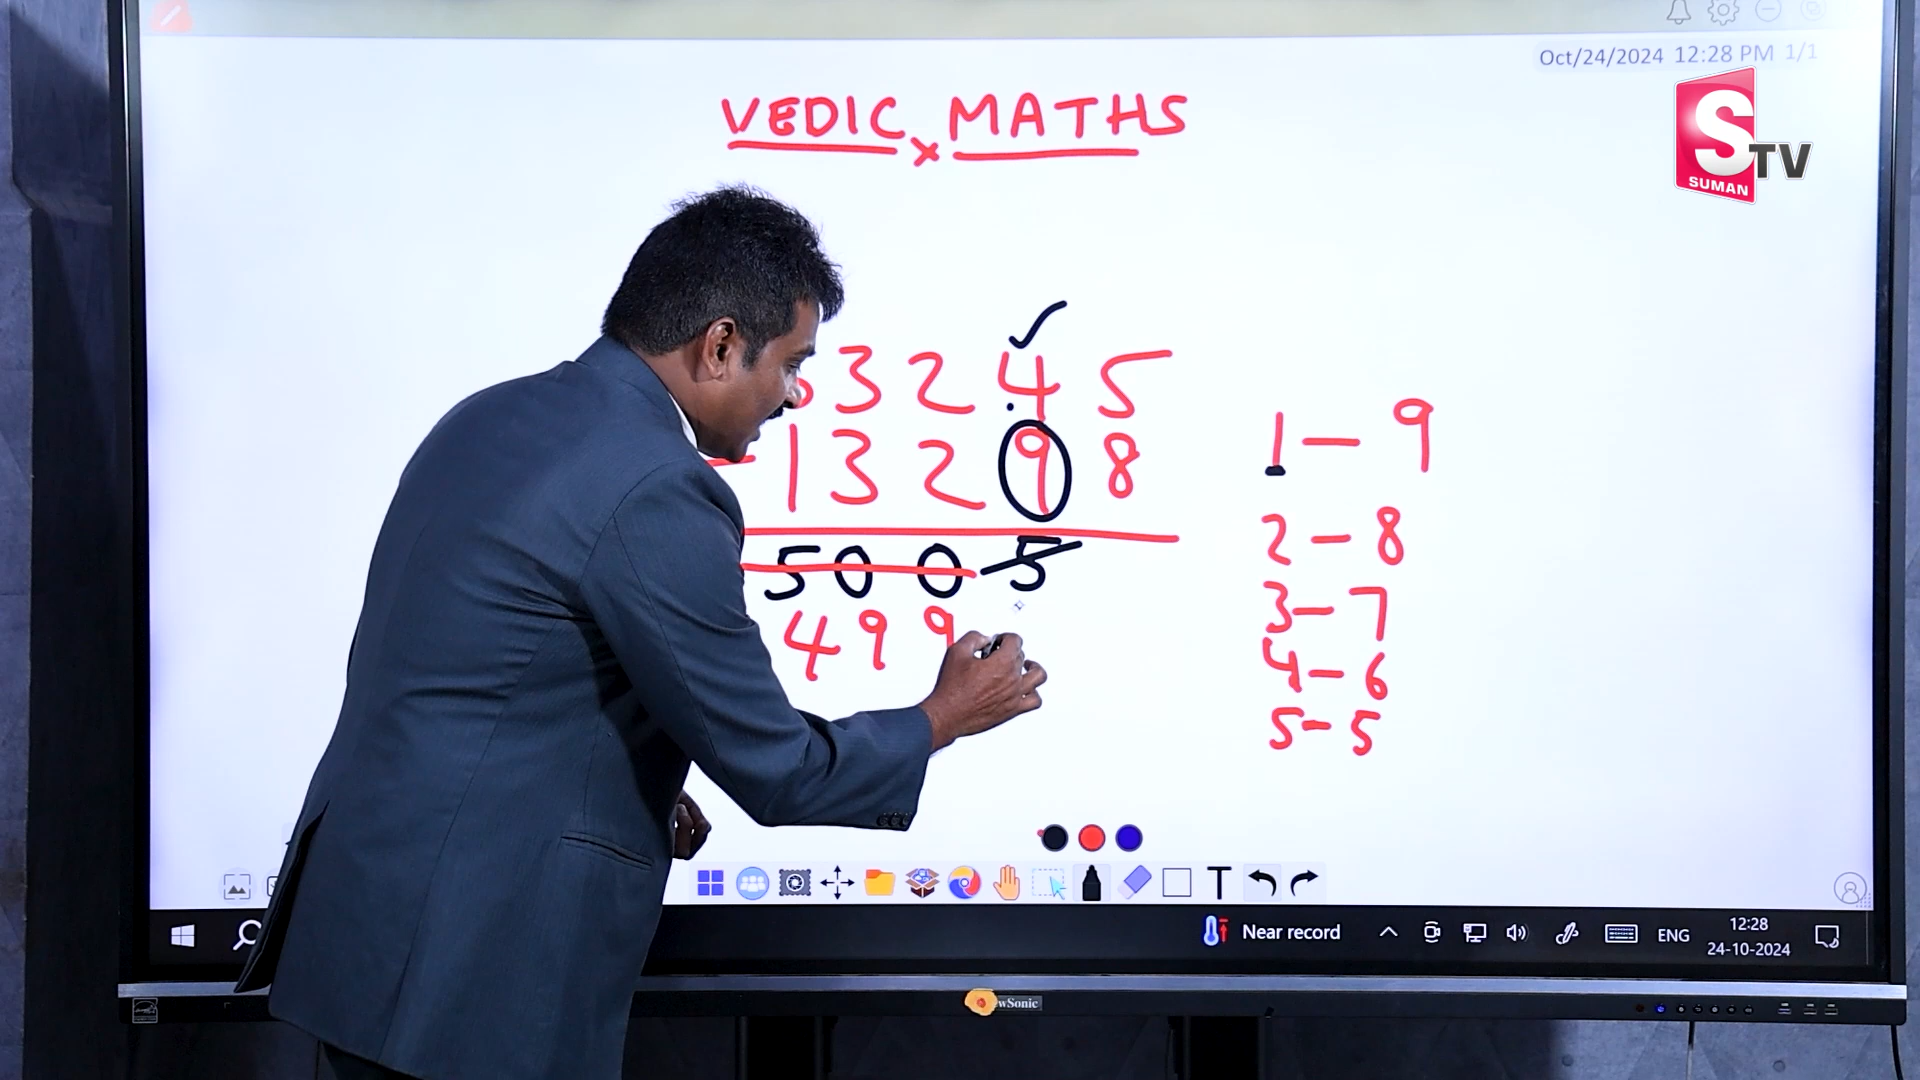 Oct/24/2024 12:28 PM 1/1
S TV
SUMAN
VEDIC x MATHS
3 2 4 5
1 3 2 9 8
5 0 0 5
4 9 9
1 – 9
2 – 8
3 – 7
4 – 6
5 – 5
T
Near record
ENG
12:28
24-10-2024